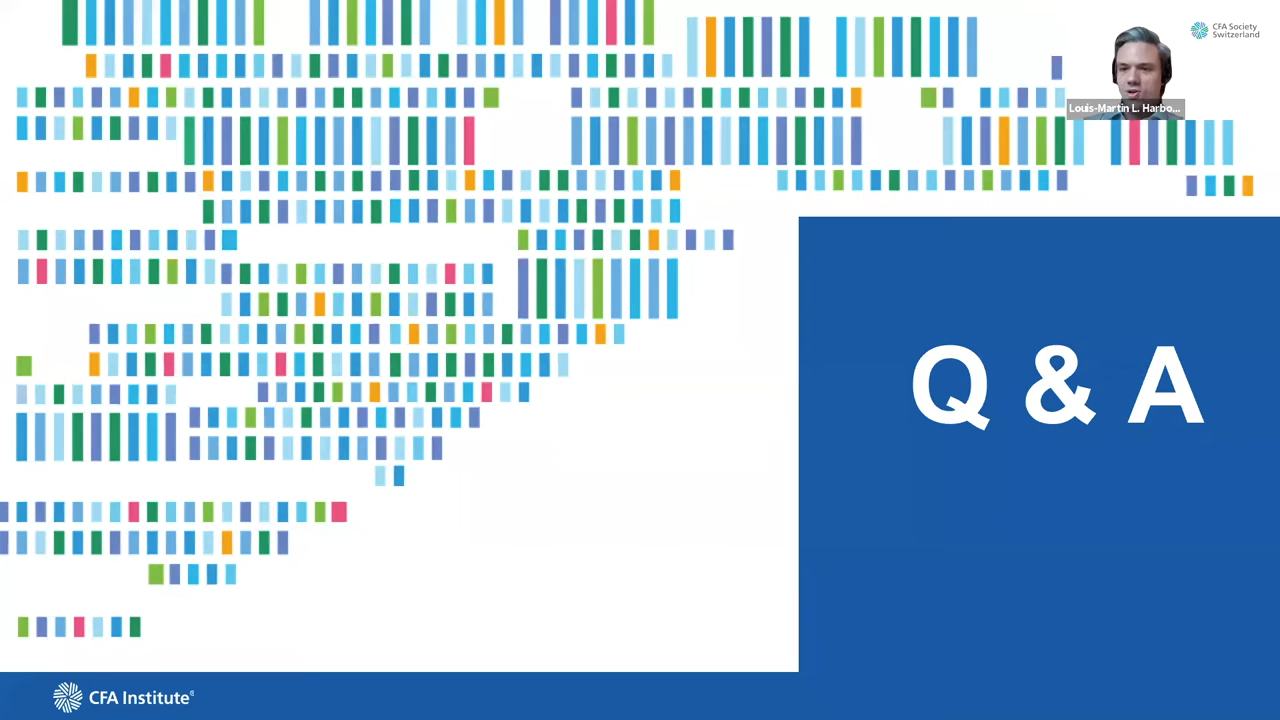 CFA Society
Switzerland
Louis-Martin L. Harbo...
Q & A
CFA Institute